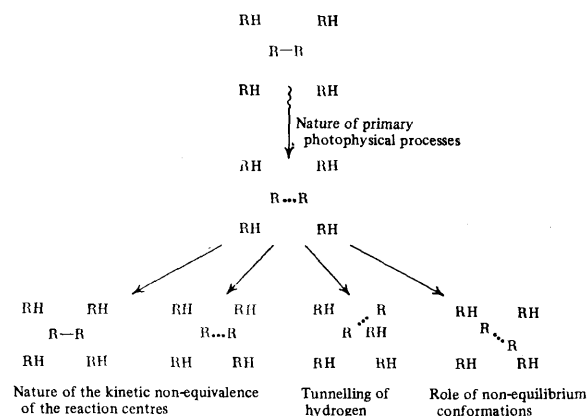 RH RH
R—R
RH RH
Nature of primary
photophysical processes
RH RH
R•••R
RH RH
RH RH RH RH RH R RH RH
R—R R...R R RH R•••R
RH RH RH RH RH RH RH RH
Nature of the kinetic non-equivalence
of the reaction centres
Tunnelling of
hydrogen
Role of non-equilibrium
conformations